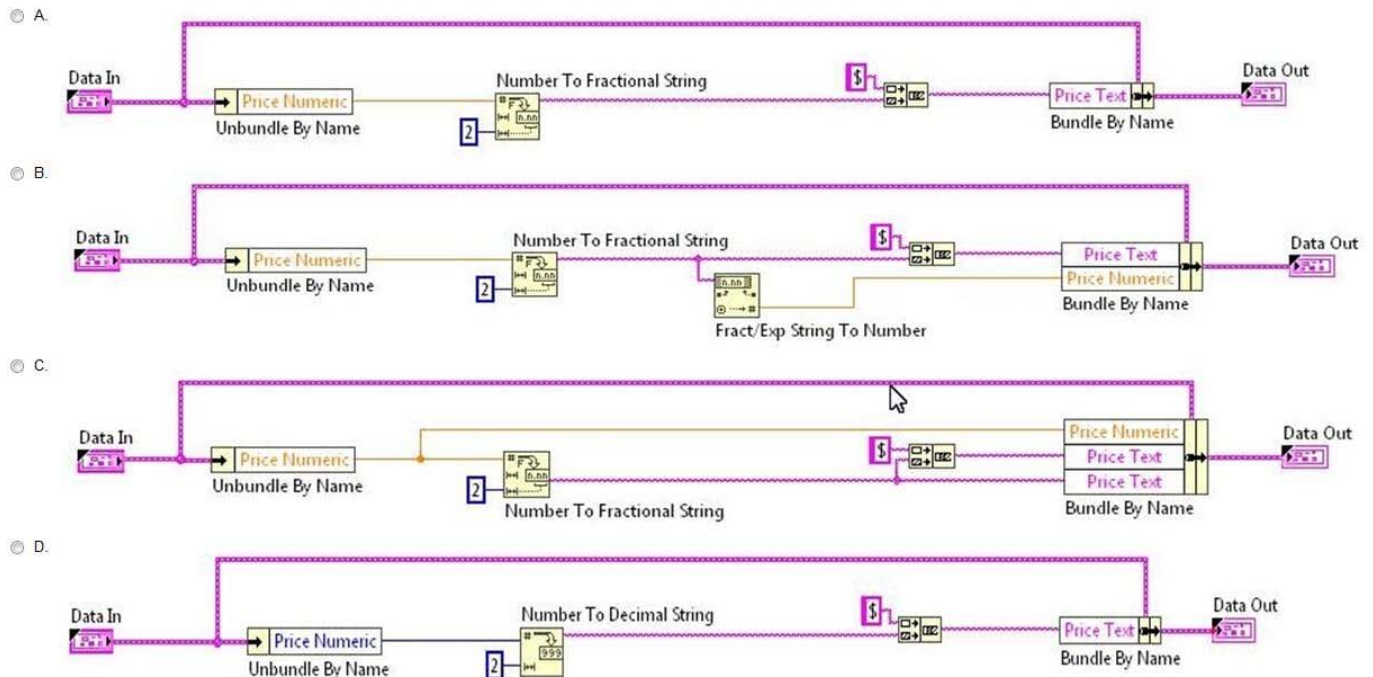 A.
Data In
Price Numeric
Unbundle By Name
Number To Fractional String
2
$
Price Text
Bundle By Name
Data Out
B.
Data In
Price Numeric
Unbundle By Name
Number To Fractional String
2
$
Fract/Exp String To Number
Price Text
Price Numeric
Bundle By Name
Data Out
C.
Data In
Price Numeric
Unbundle By Name
2
Number To Fractional String
$
Price Numeric
Price Text
Price Text
Bundle By Name
Data Out
D.
Data In
Price Numeric
Unbundle By Name
Number To Decimal String
999
2
$
Price Text
Bundle By Name
Data Out